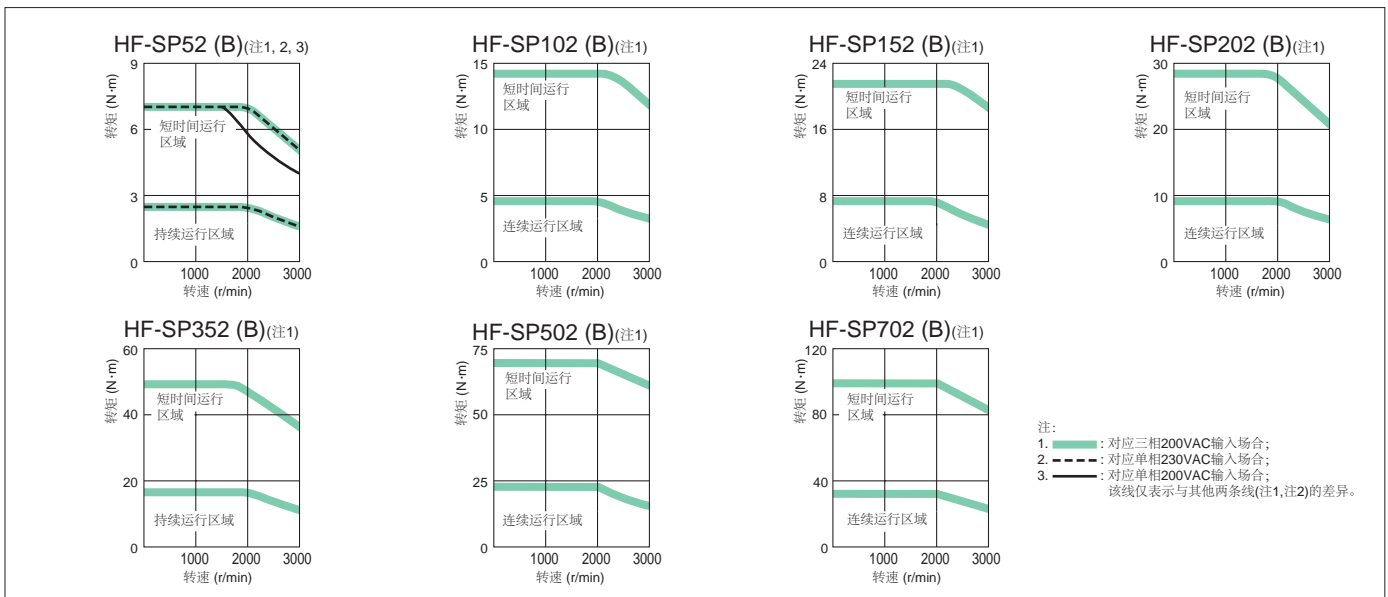 HF-SP52 (B)(注1, 2, 3)
转矩 (N·m)
9
6
3
0
短时间运行
区域
持续运行区域
1000 2000 3000
转速 (r/min)
HF-SP102 (B)(注1)
转矩 (N·m)
15
10
5
0
短时间运行
区域
连续运行区域
1000 2000 3000
转速 (r/min)
HF-SP152 (B)(注1)
转矩 (N·m)
24
16
8
0
短时间运行
区域
连续运行区域
1000 2000 3000
转速 (r/min)
HF-SP202 (B)(注1)
转矩 (N·m)
30
20
10
0
短时间运行
区域
连续运行区域
1000 2000 3000
转速 (r/min)
HF-SP352 (B)(注1)
转矩 (N·m)
60
40
20
0
短时间运行
区域
持续运行区域
1000 2000 3000
转速 (r/min)
HF-SP502 (B)(注1)
转矩 (N·m)
75
50
25
0
短时间运行
区域
连续运行区域
1000 2000 3000
转速 (r/min)
HF-SP702 (B)(注1)
转矩 (N·m)
120
80
40
0
短时间运行
区域
连续运行区域
1000 2000 3000
转速 (r/min)
注:
1. : 对应三相200VAC输入场合;
2. : 对应单相230VAC输入场合;
3. : 对应单相200VAC输入场合;
该线仅表示与其他两条线(注1,注2)的差异。